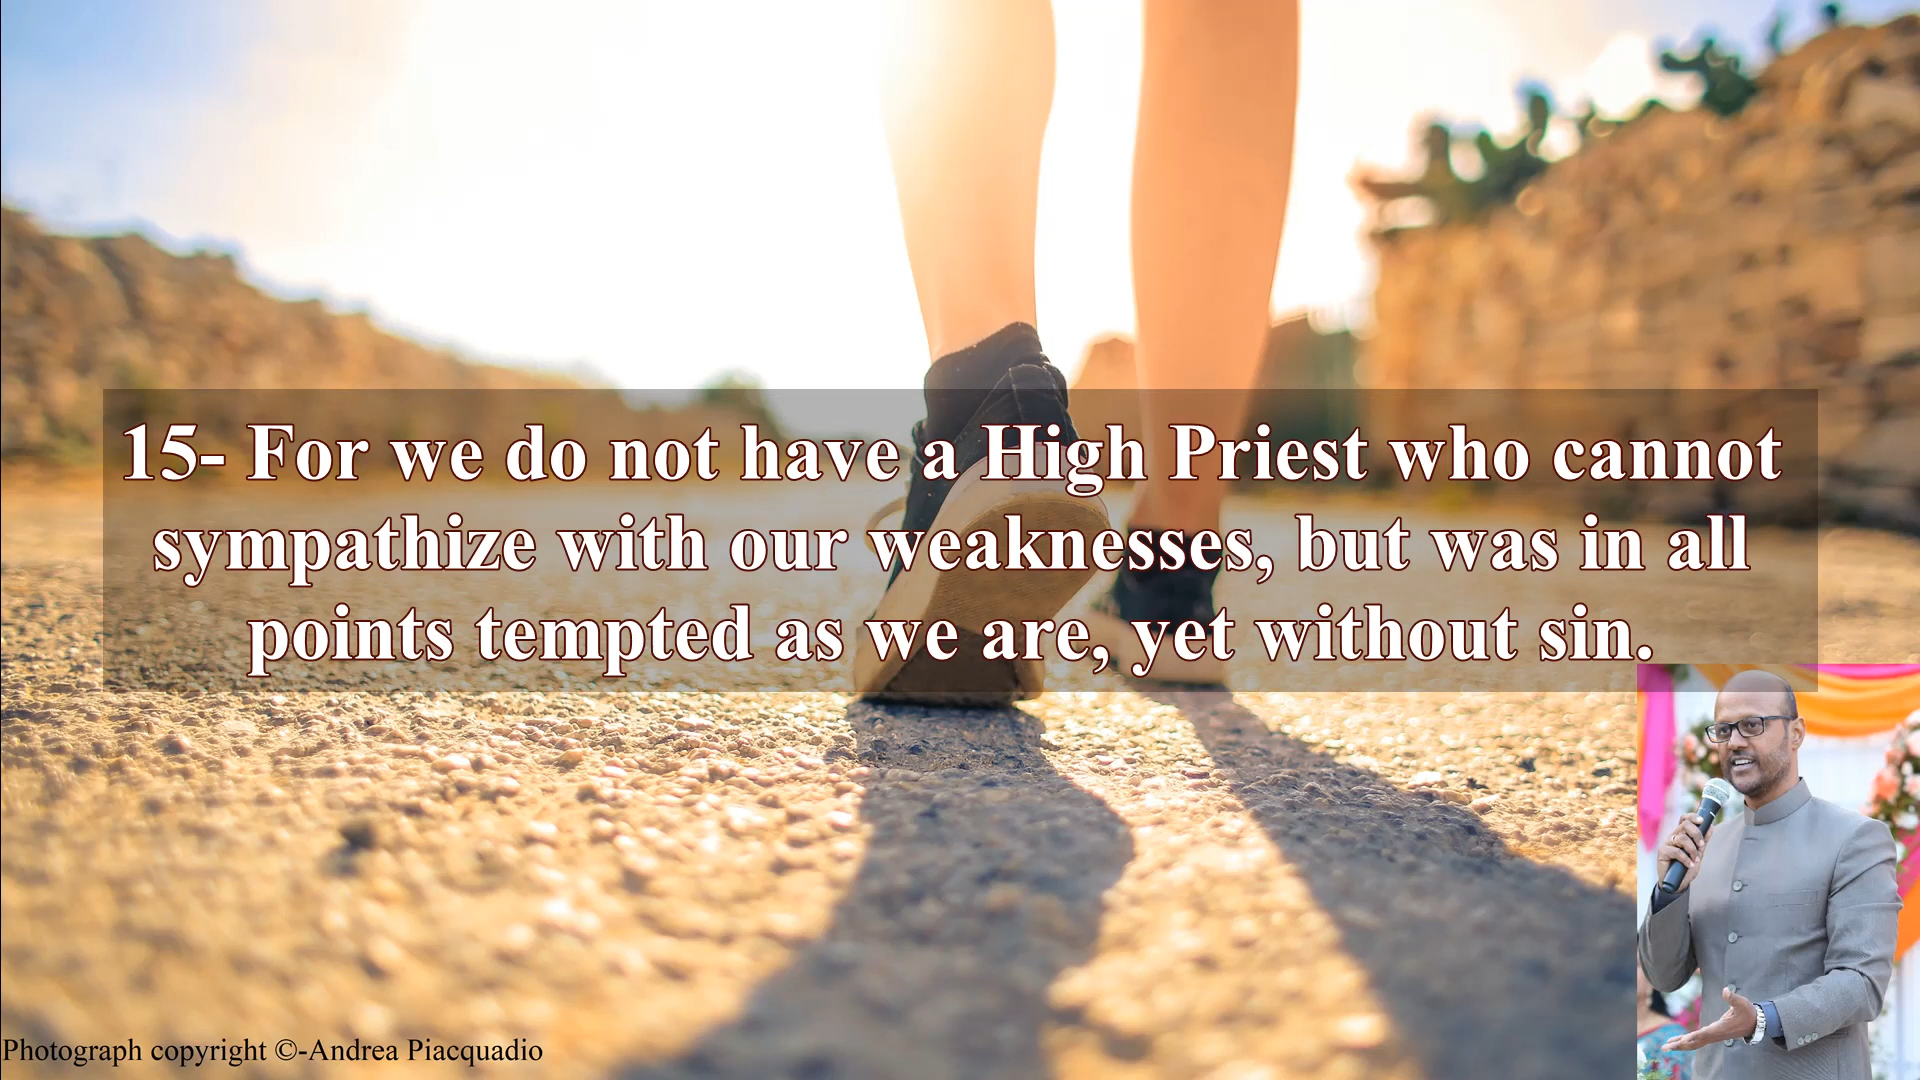 15- For we do not have a High Priest who cannot
sympathize with our weaknesses, but was in all
points tempted as we are, yet without sin.
Photograph copyright ©-Andrea Piacquadio